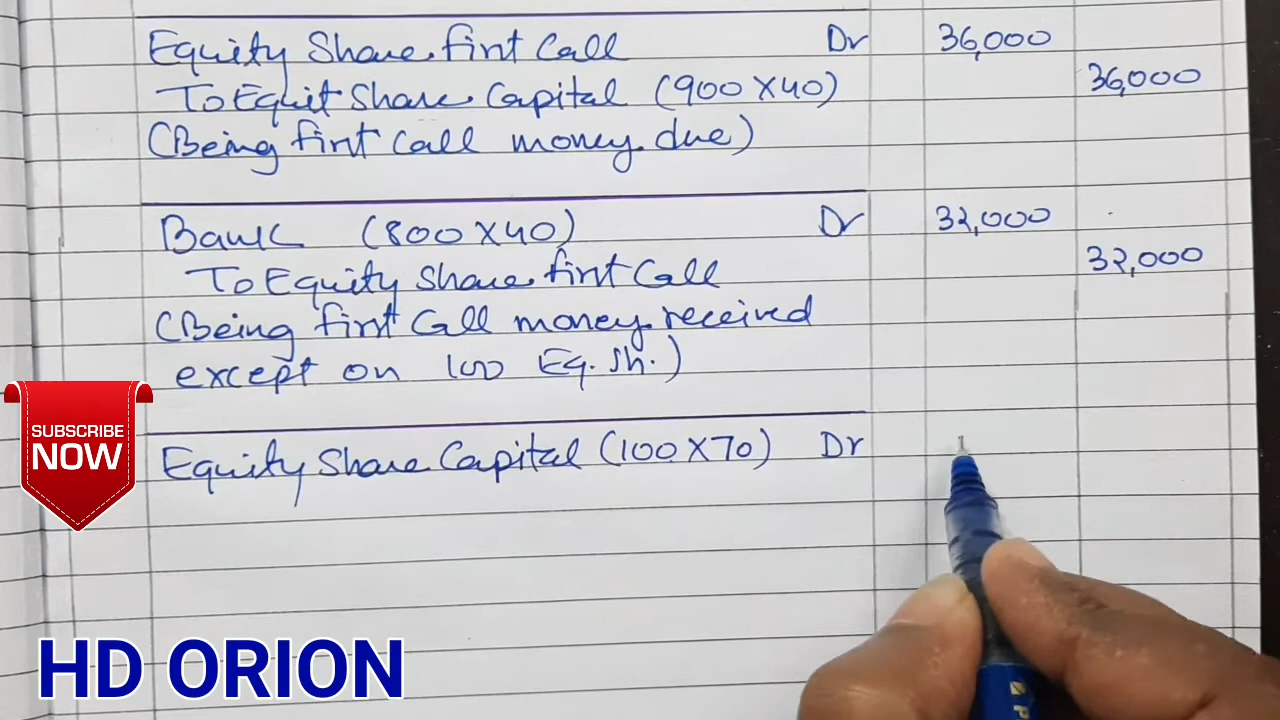 Equity Share first Call Dr 36,000
To Equit Share Capital (900 X 40) 36,000
(Being first call money due)
Bank (800 X 40) Dr 32,000
To Equity Share first Call 32,000
(Being first Call money received
except on 100 Eq. Sh.)
Equity Share Capital (100 X 70) Dr
SUBSCRIBE
NOW
HD ORION